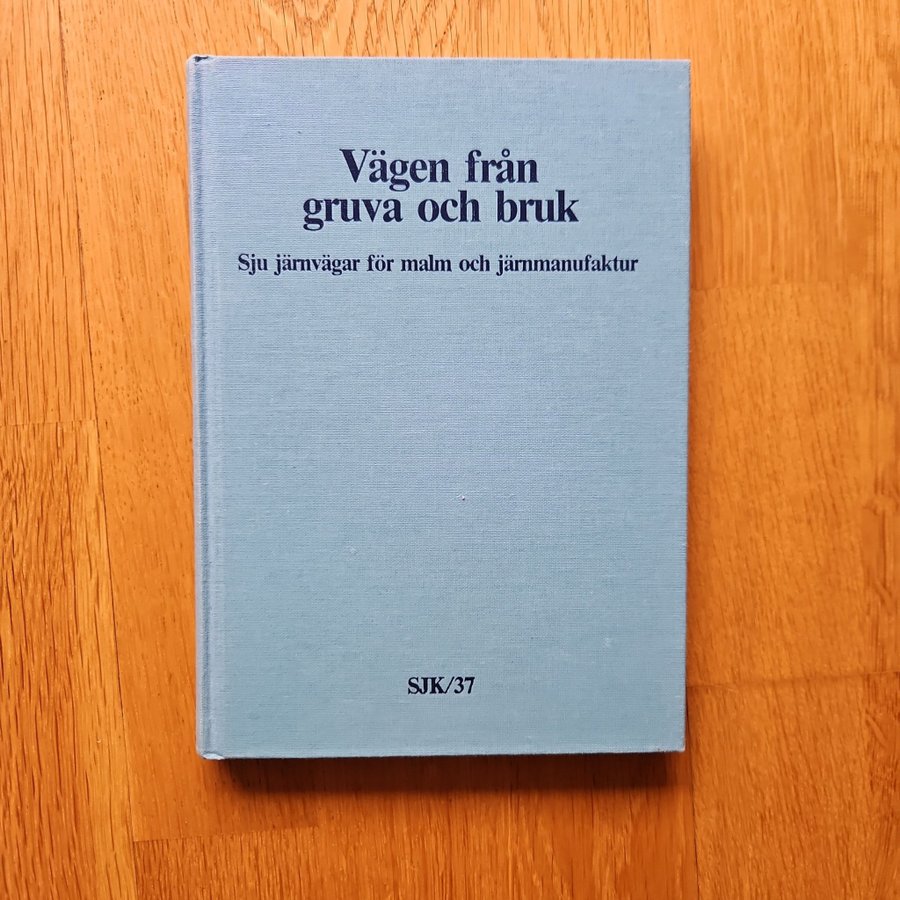 Vägen från
gruva och bruk
Sju järnvägar för malm och järnmanufaktur
SJK/37